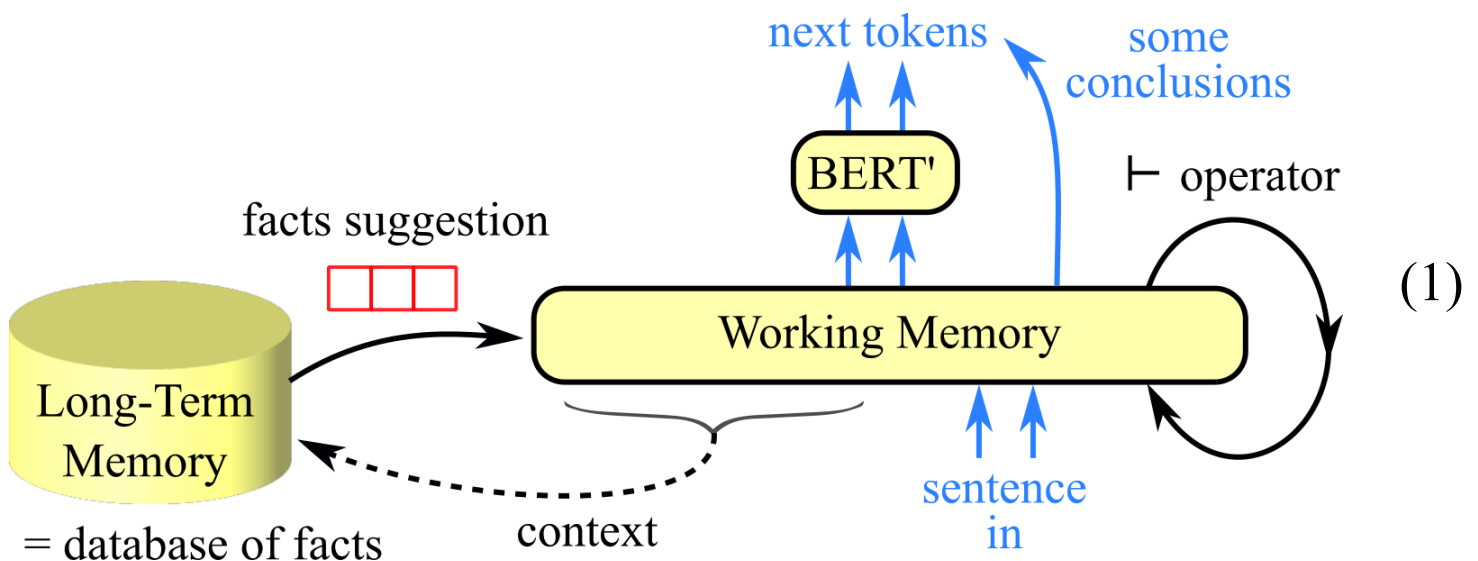 next tokens
some
conclusions
BERT'
⊢ operator
facts suggestion
(1)
Working Memory
Long-Term
Memory
sentence
in
context
= database of facts